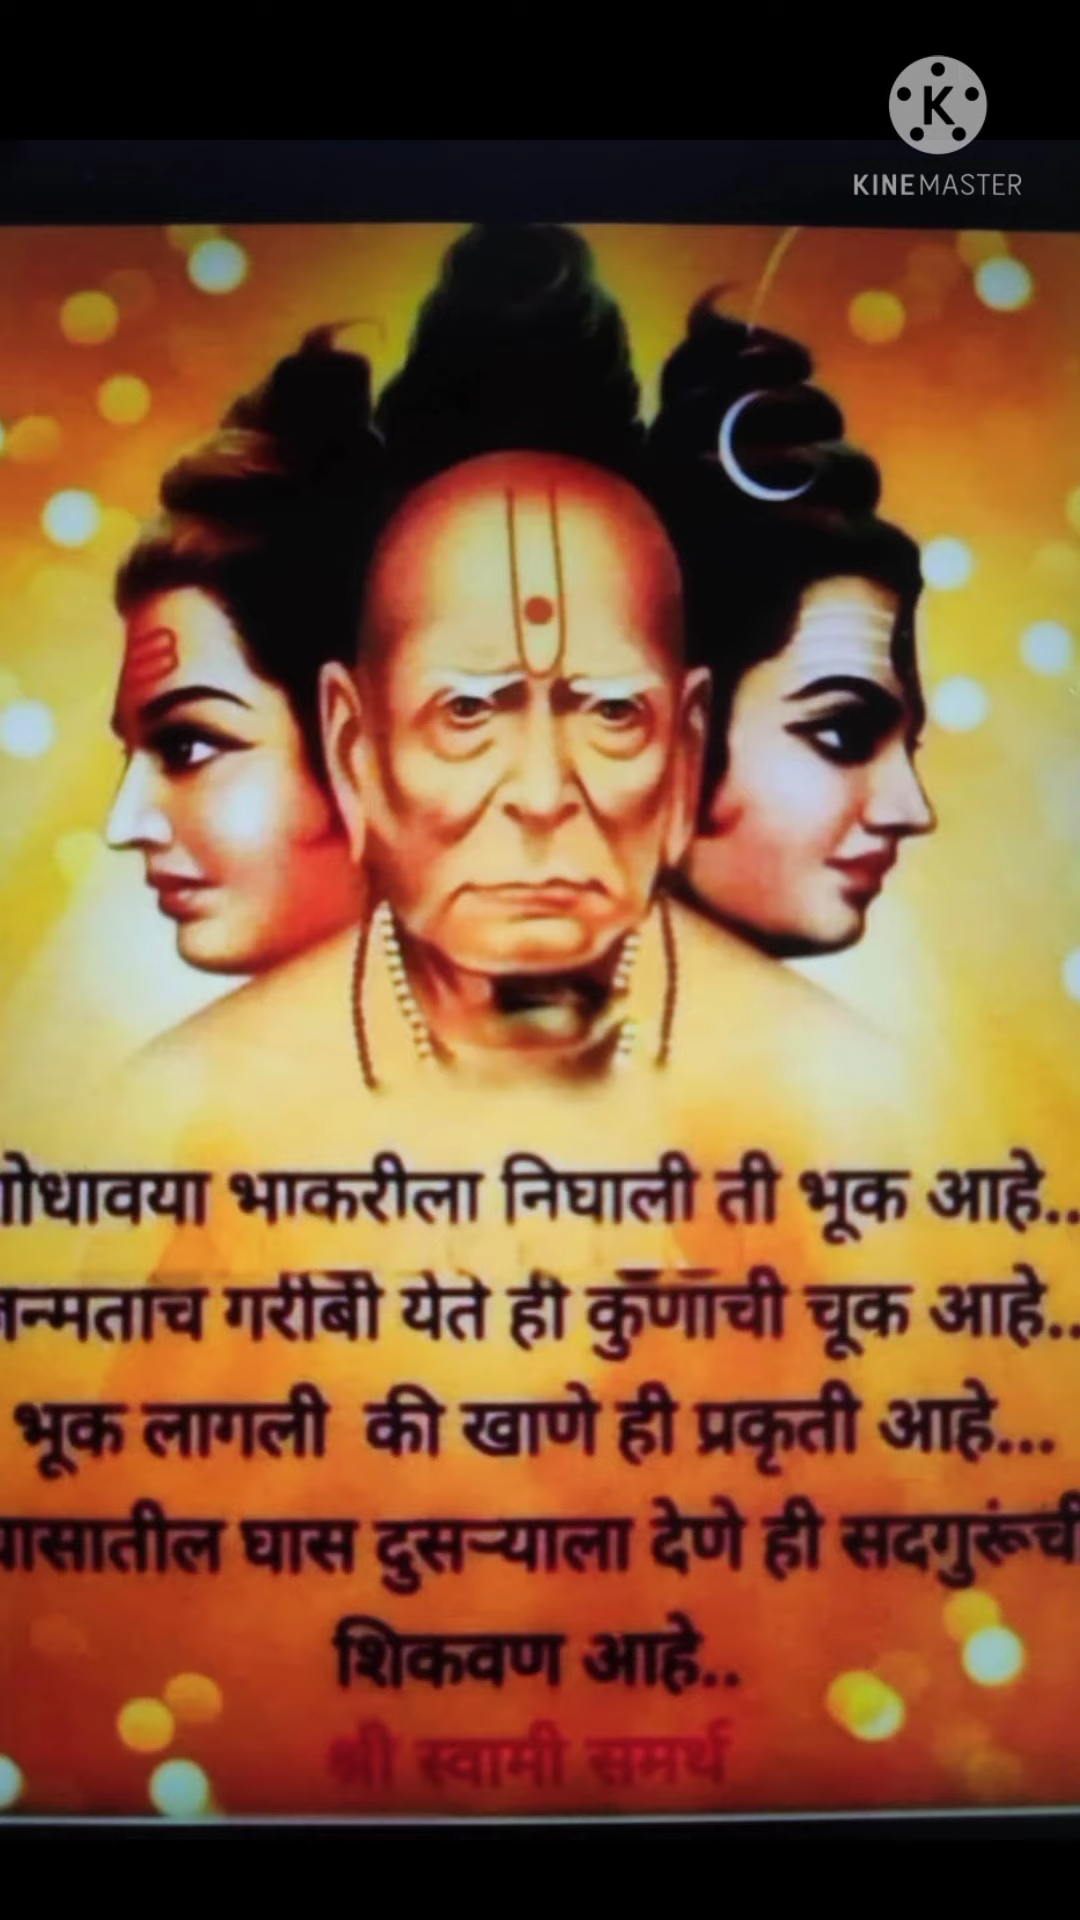 KINEMASTER
ोधावया भाकरीला निघाली ती भूक आहे..
न्मताच गरीबी येते ही कुणाची चूक आहे..
भूक लागली की खाणे ही प्रकृती आहे...
ासातील घास दुसऱ्याला देणे ही सदगुरूंची
शिकवण आहे..
श्री स्वामी समर्थ